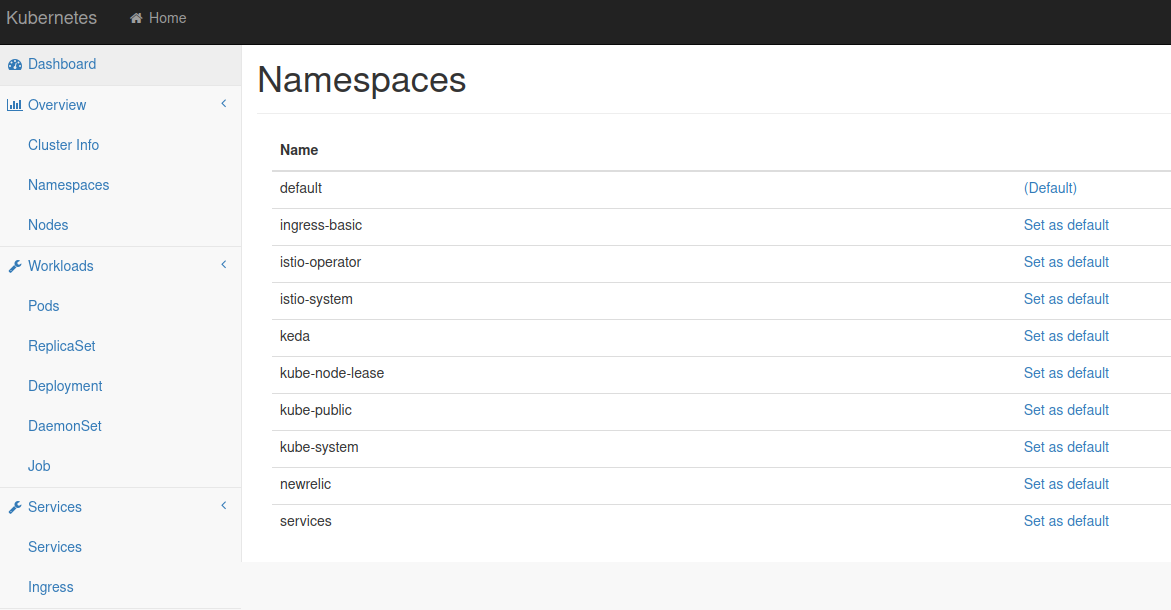 Kubernetes Home
Dashboard
Overview
Cluster Info
Namespaces
Nodes
Workloads
Pods
ReplicaSet
Deployment
DaemonSet
Job
Services
Services
Ingress
Namespaces
Name
default (Default)
ingress-basic Set as default
istio-operator Set as default
istio-system Set as default
keda Set as default
kube-node-lease Set as default
kube-public Set as default
kube-system Set as default
newrelic Set as default
services Set as default